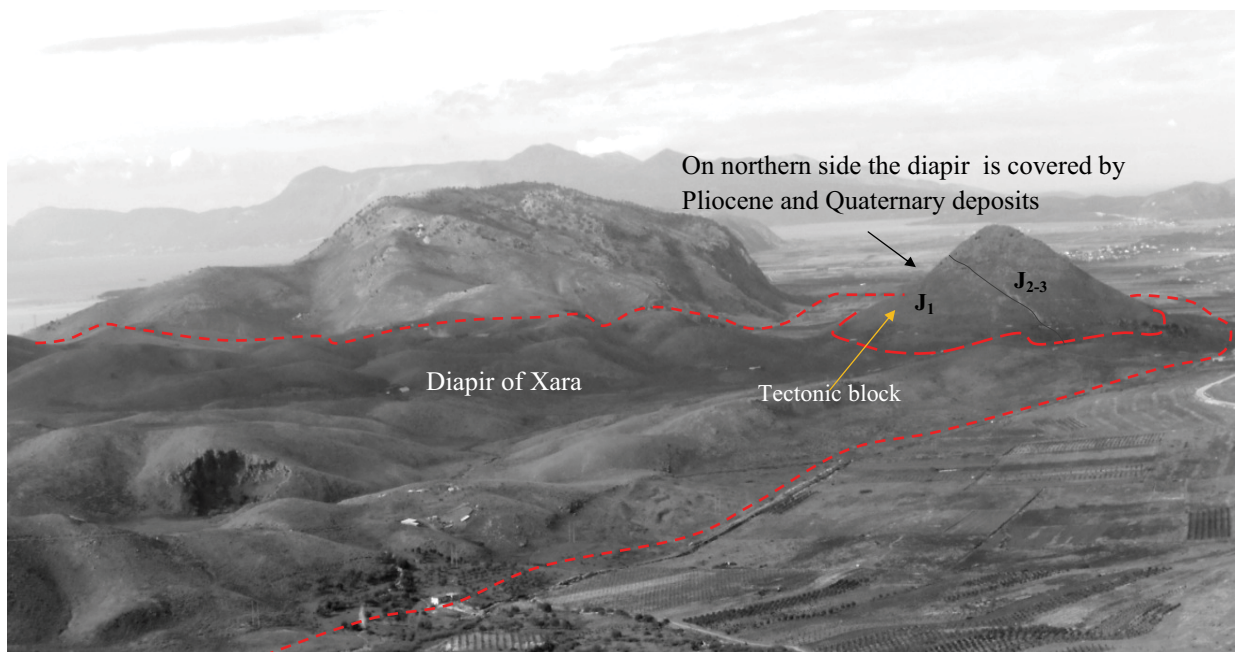 On northern side the diapir is covered by
Pliocene and Quaternary deposits
J2-3
J1
Diapir of Xara
Tectonic block